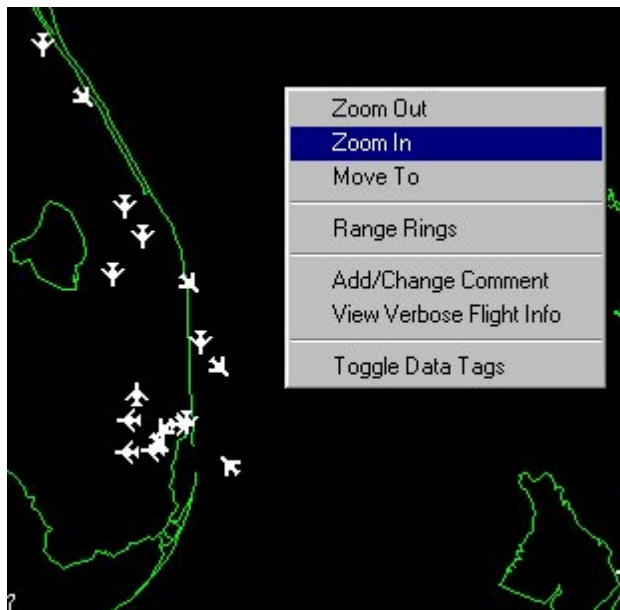 Zoom Out
Zoom In
Move To
Range Rings
Add/Change Comment
View Verbose Flight Info
Toggle Data Tags